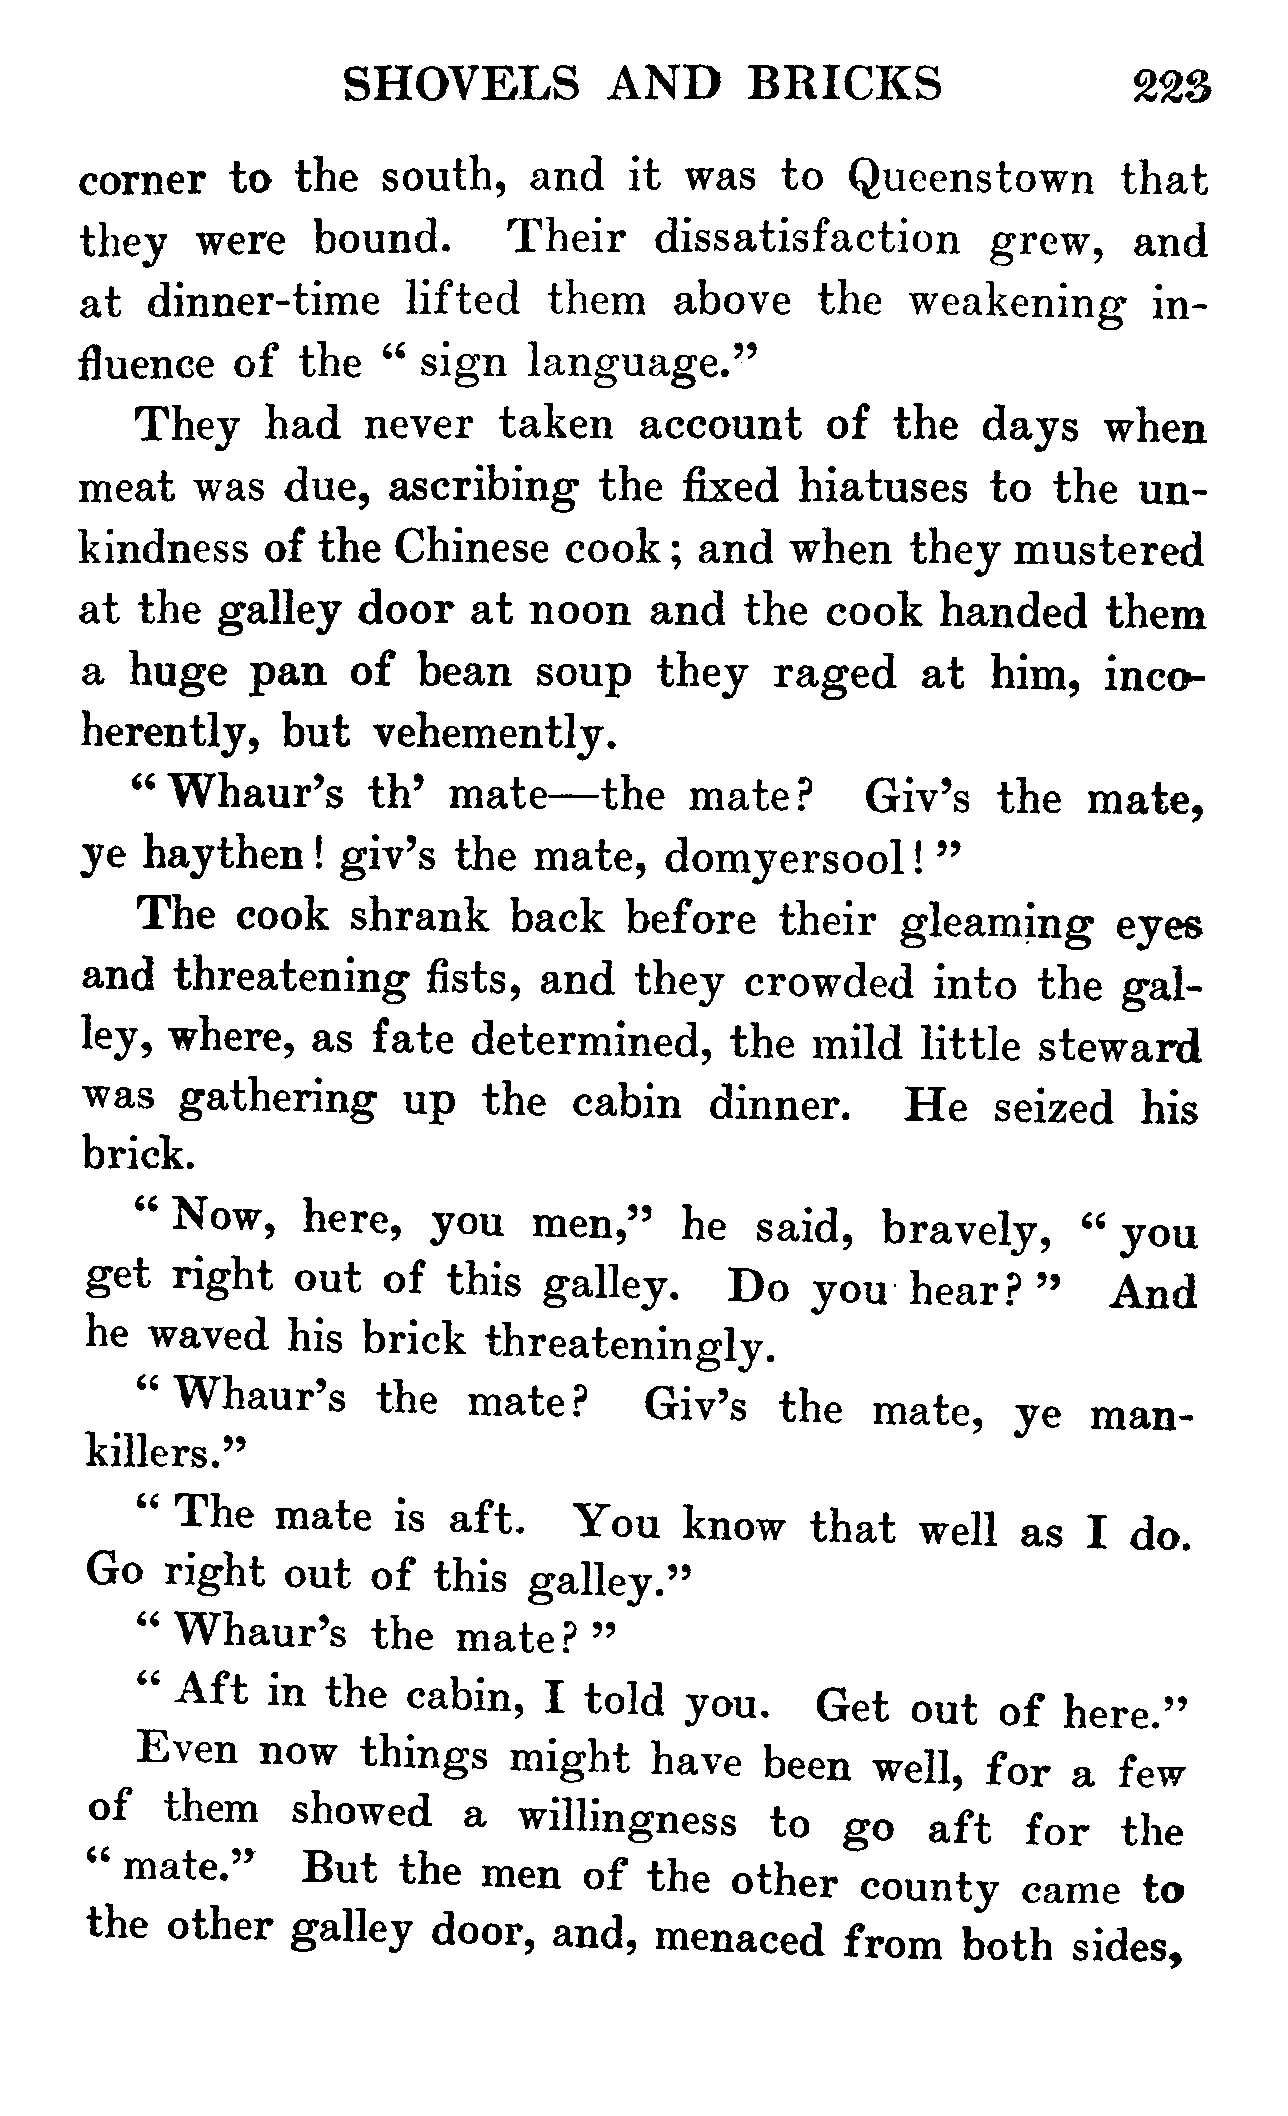 SHOVELS AND BRICKS 223
corner to the south, and it was to Queenstown that
they were bound. Their dissatisfaction grew, and
at dinner-time lifted them above the weakening in-
fluence of the “ sign language.”
They had never taken account of the days when
meat was due, ascribing the fixed hiatuses to the un-
kindness of the Chinese cook ; and when they mustered
at the galley door at noon and the cook handed them
a huge pan of bean soup they raged at him, inco-
herently, but vehemently.
“ Whaur’s th’ mate—the mate? Giv’s the mate,
ye haythen ! giv’s the mate, domyersool ! ”
The cook shrank back before their gleaming eyes
and threatening fists, and they crowded into the gal-
ley, where, as fate determined, the mild little steward
was gathering up the cabin dinner. He seized his
brick.
“ Now, here, you men,” he said, bravely, “ you
get right out of this galley. Do you hear? ” And
he waved his brick threateningly.
“ Whaur’s the mate? Giv’s the mate, ye man-
killers.”
“ The mate is aft. You know that well as I do.
Go right out of this galley.”
“ Whaur’s the mate? ”
“ Aft in the cabin, I told you. Get out of here.”
Even now things might have been well, for a few
of them showed a willingness to go aft for the
“ mate.” But the men of the other county came to
the other galley door, and, menaced from both sides,